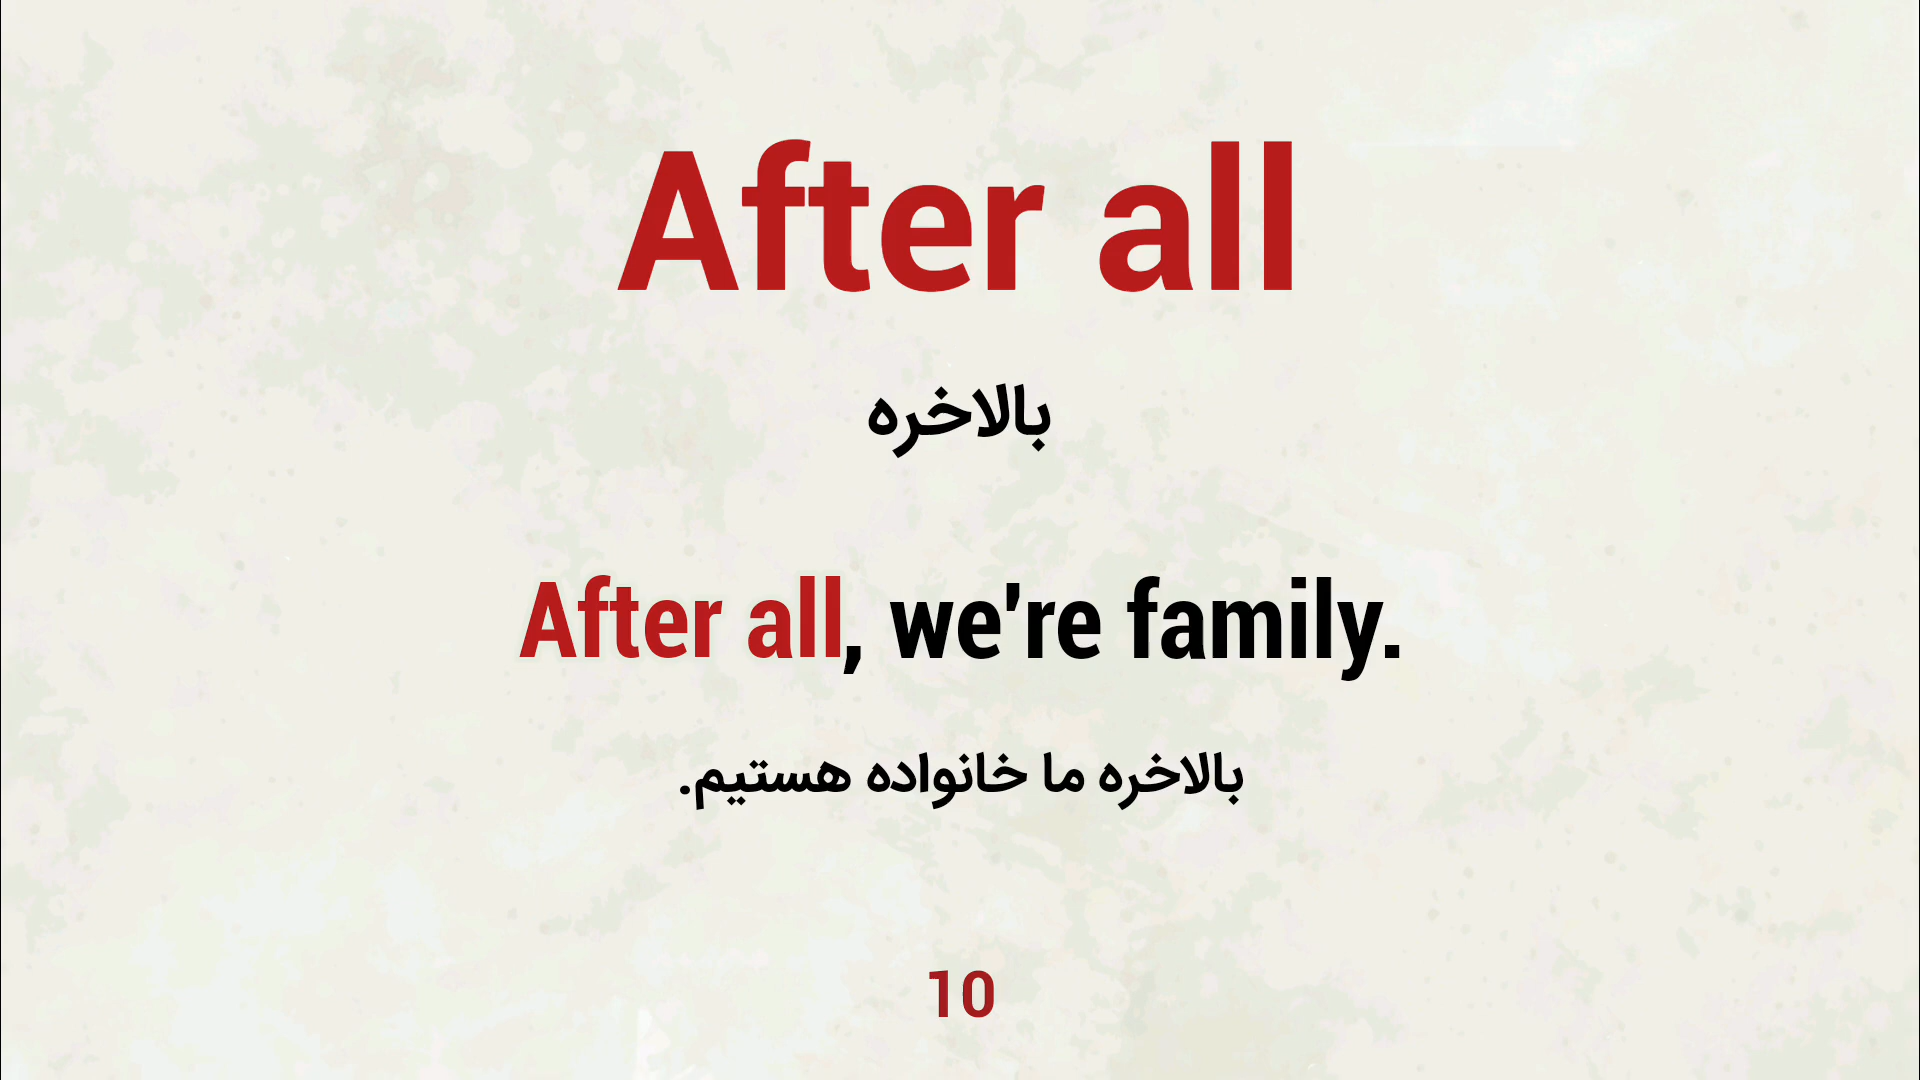 After all
بالاخره
After all, we're family.
بالاخره ما خانواده هستیم.
10